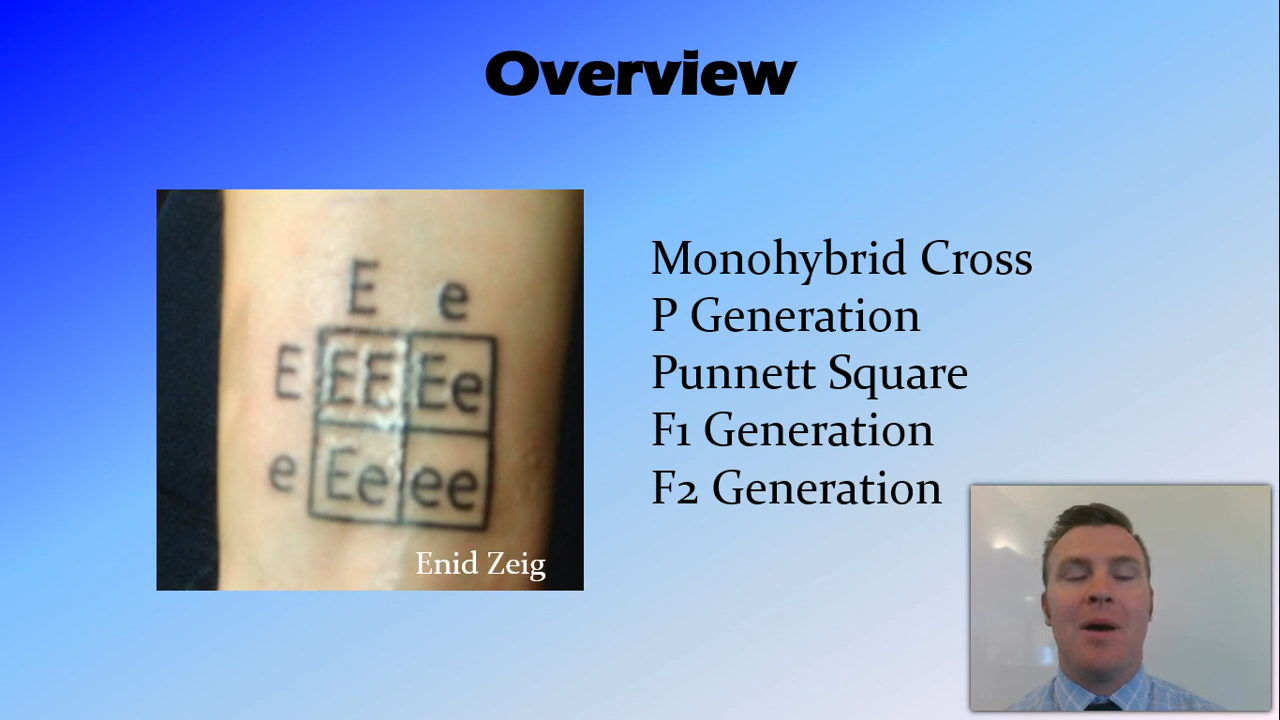 Overview
E e
E EE Ee
e Ee ee
Enid Zeig
Monohybrid Cross
P Generation
Punnett Square
F1 Generation
F2 Generation